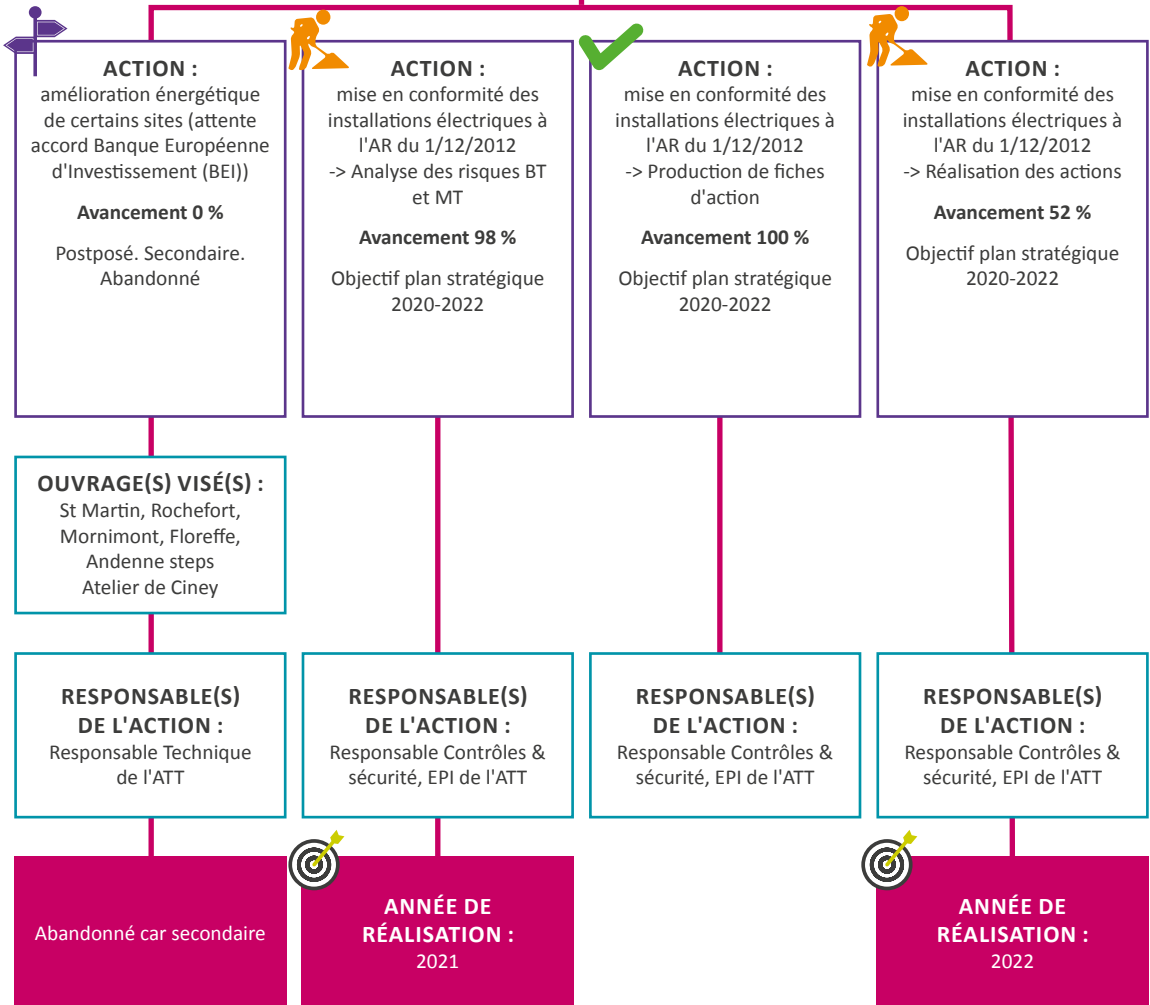 ACTION :
amélioration énergétique
de certains sites (attente
accord Banque Européenne
d'Investissement (BEI))
Avancement 0 %
Postposé. Secondaire.
Abandonné
OUVRAGE(S) VISÉ(S) :
St Martin, Rochefort,
Mornimont, Floreffe,
Andenne steps
Atelier de Ciney
RESPONSABLE(S)
DE L'ACTION :
Responsable Technique
de l'ATT
Abandonné car secondaire
ACTION :
mise en conformité des
installations électriques à
l'AR du 1/12/2012
-> Analyse des risques BT
et MT
Avancement 98 %
Objectif plan stratégique
2020-2022
RESPONSABLE(S)
DE L'ACTION :
Responsable Contrôles &
sécurité, EPI de l'ATT
ANNÉE DE
RÉALISATION :
2021
ACTION :
mise en conformité des
installations électriques à
l'AR du 1/12/2012
-> Production de fiches
d'action
Avancement 100 %
Objectif plan stratégique
2020-2022
RESPONSABLE(S)
DE L'ACTION :
Responsable Contrôles &
sécurité, EPI de l'ATT
ACTION :
mise en conformité des
installations électriques à
l'AR du 1/12/2012
-> Réalisation des actions
Avancement 52 %
Objectif plan stratégique
2020-2022
RESPONSABLE(S)
DE L'ACTION :
Responsable Contrôles &
sécurité, EPI de l'ATT
ANNÉE DE
RÉALISATION :
2022